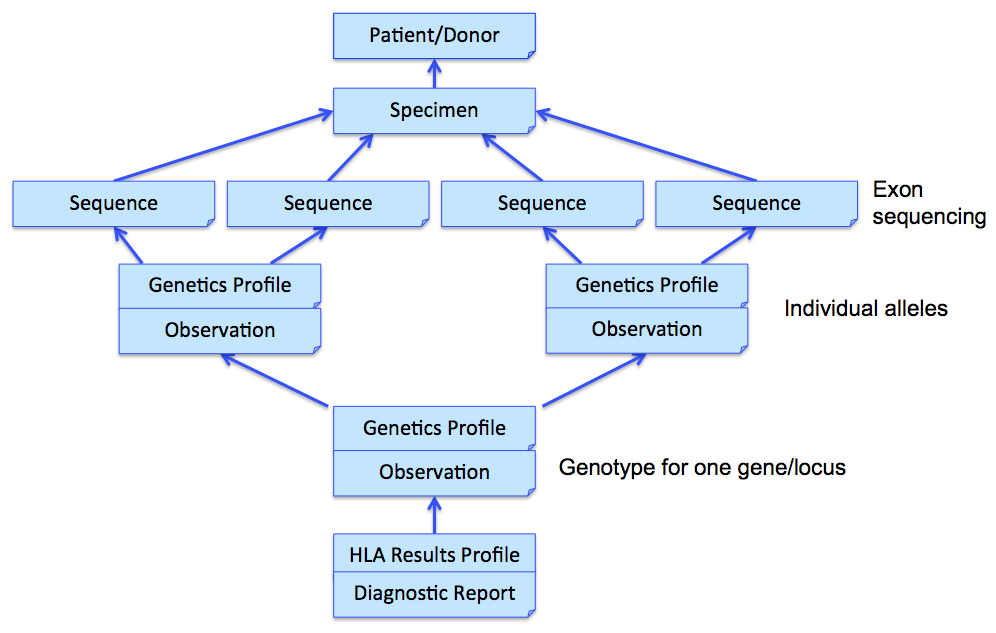 Patient/Donor
Specimen
Sequence
Sequence
Sequence
Sequence
Exon
sequencing
Genetics Profile
Observation
Genetics Profile
Observation
Individual alleles
Genetics Profile
Observation
Genotype for one gene/locus
HLA Results Profile
Diagnostic Report